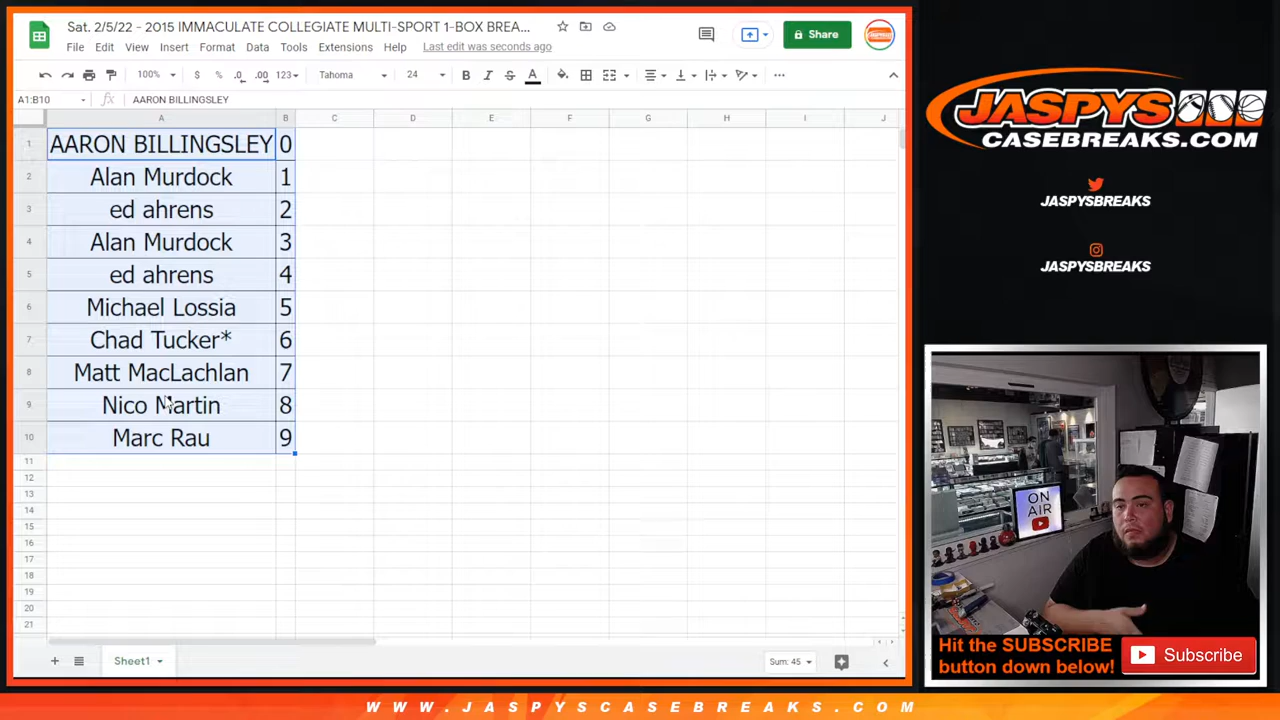 Sat. 2/5/22 - 2015 IMMACULATE COLLEGIATE MULTI-SPORT 1-BOX BREA...
File Edit View Insert Format Data Tools Extensions Help Last edit was seconds ago
Share
100% $ % .0 .00 123 Tahoma 24 B I S A
A1:B10 fx AARON BILLINGSLEY
A B C D E F G H I J
1 AARON BILLINGSLEY 0
2 Alan Murdock 1
3 ed ahrens 2
4 Alan Murdock 3
5 ed ahrens 4
6 Michael Lossia 5
7 Chad Tucker* 6
8 Matt MacLachlan 7
9 Nico Martin 8
10 Marc Rau 9
11
12
13
14
15
16
17
18
19
20
21
Sheet1
Sum: 45
JASPYS
CASEBREAKS.COM
JASPYSBREAKS
JASPYSBREAKS
ON
AIR
Hit the SUBSCRIBE
button down below!
Subscribe
WWW.JASPYSCASEBREAKS.COM